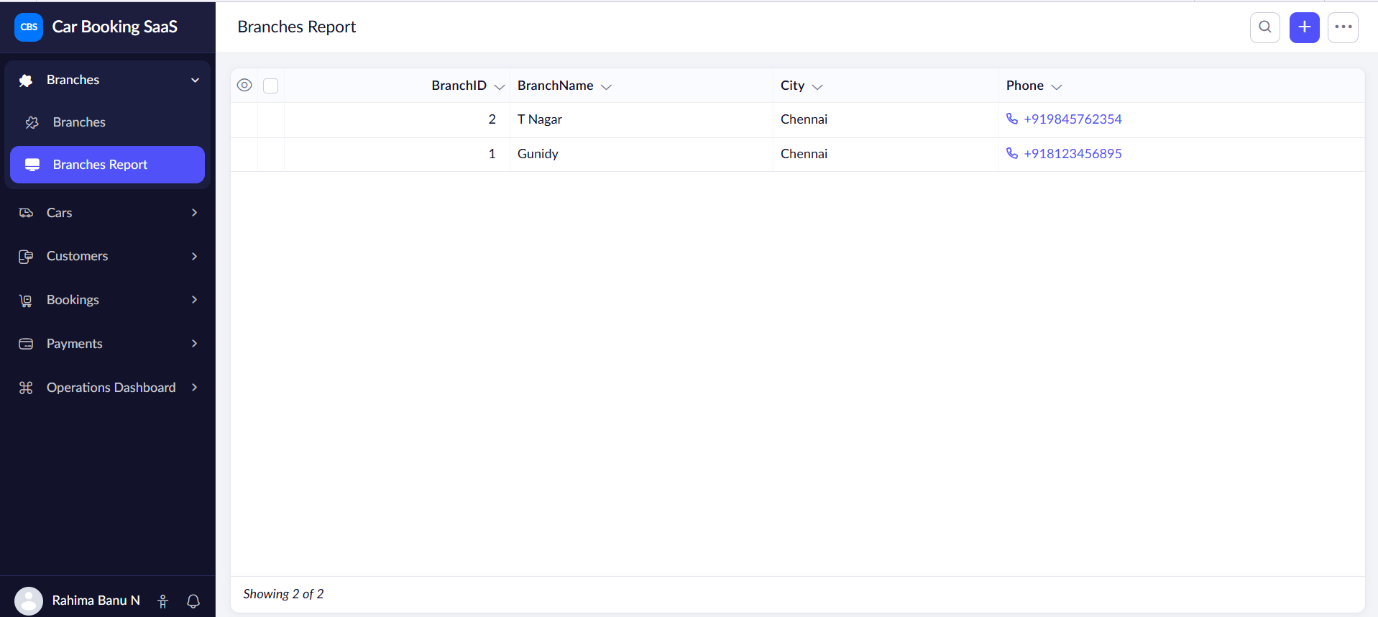 CBS Car Booking SaaS
Branches
Branches
Branches Report
Cars
Customers
Bookings
Payments
Operations Dashboard
Rahima Banu N
Branches Report
BranchID BranchName City Phone
2 T Nagar Chennai +919845762354
1 Gunidy Chennai +918123456895
Showing 2 of 2